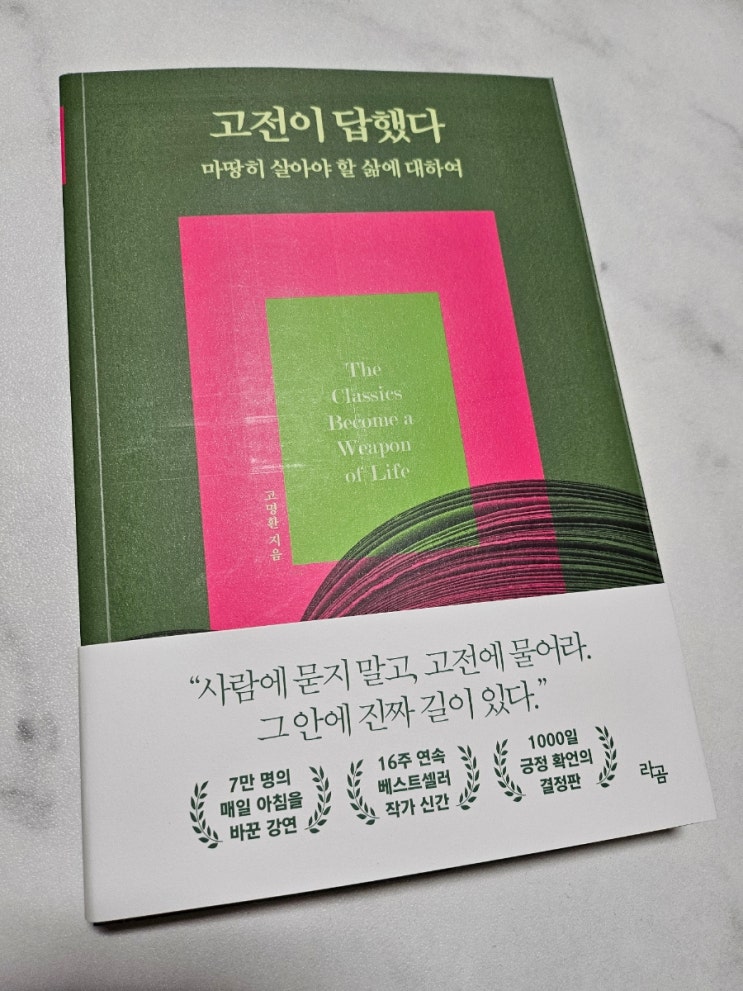 고전이 답했다
마땅히 살아야 할 삶에 대하여
The
Classics
Become a
Weapon
of Life
고명환 지음
“사람에 묻지 말고, 고전에 물어라.
그 안에 진짜 길이 있다.”
7만 명의
매일 아침을
바꾼 강연
16주 연속
베스트셀러
작가 신간
1000일
긍정 확언의
결정판
라곰